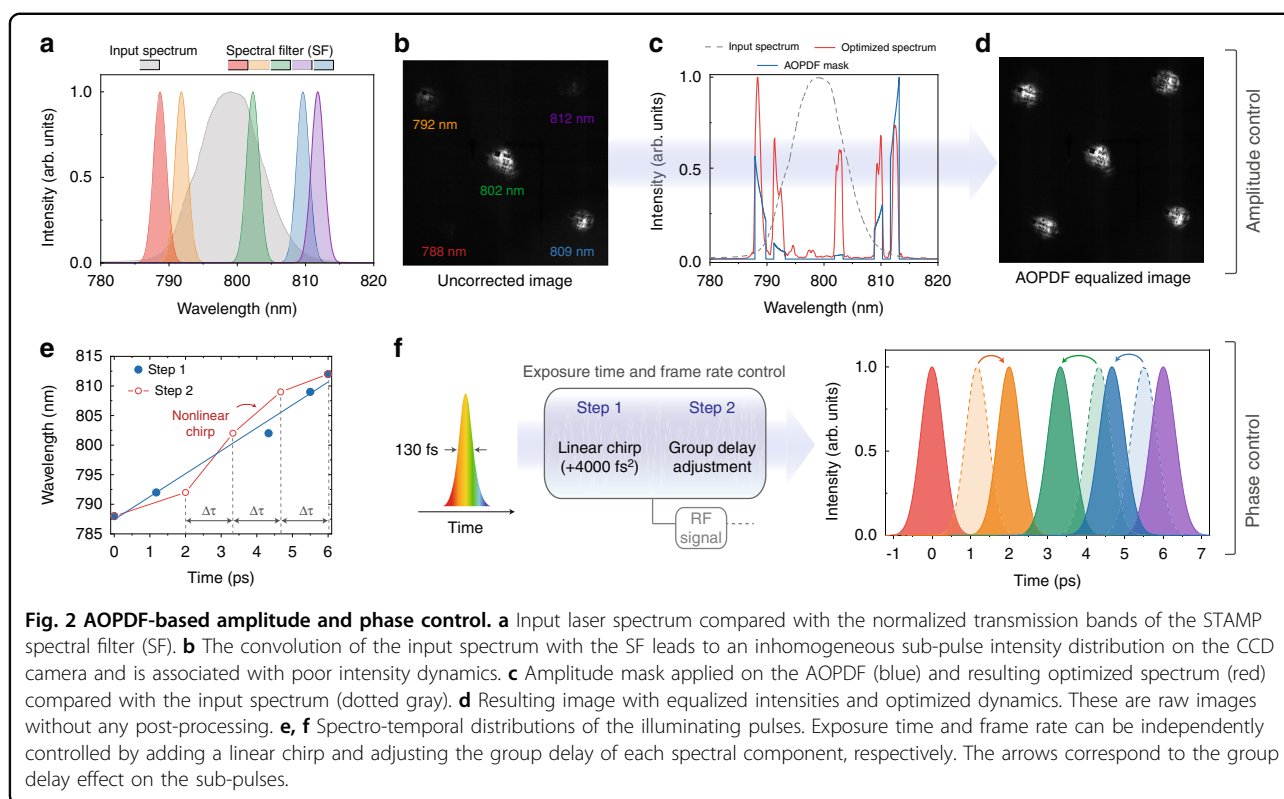 a
Input spectrum
Spectral filter (SF)
1.0
0.5
0.0
Intensity (arb. units)
780 790 800 810 820
Wavelength (nm)
b
792 nm
812 nm
802 nm
788 nm
809 nm
Uncorrected image
c
Input spectrum
Optimized spectrum
AOPDF mask
1.0
0.5
0.0
Intensity (arb. units)
780 790 800 810 820
Wavelength (nm)
d
AOPDF equalized image
Amplitude control
e
815
810
805
800
795
790
785
Wavelength (nm)
Step 1
Step 2
Nonlinear
chirp
Δτ Δτ Δτ
0 1 2 3 4 5 6
Time (ps)
f
130 fs
Time
Exposure time and frame rate control
Step 1 Step 2
Linear chirp Group delay
(+4000 fs²) adjustment
RF
signal
1.0
0.5
0.0
Intensity (arb. units)
-1 0 1 2 3 4 5 6 7
Time (ps)
Phase control
Fig. 2 AOPDF-based amplitude and phase control. a Input laser spectrum compared with the normalized transmission bands of the STAMP
spectral filter (SF). b The convolution of the input spectrum with the SF leads to an inhomogeneous sub-pulse intensity distribution on the CCD
camera and is associated with poor intensity dynamics. c Amplitude mask applied on the AOPDF (blue) and resulting optimized spectrum (red)
compared with the input spectrum (dotted gray). d Resulting image with equalized intensities and optimized dynamics. These are raw images
without any post-processing. e, f Spectro-temporal distributions of the illuminating pulses. Exposure time and frame rate can be independently
controlled by adding a linear chirp and adjusting the group delay of each spectral component, respectively. The arrows correspond to the group
delay effect on the sub-pulses.